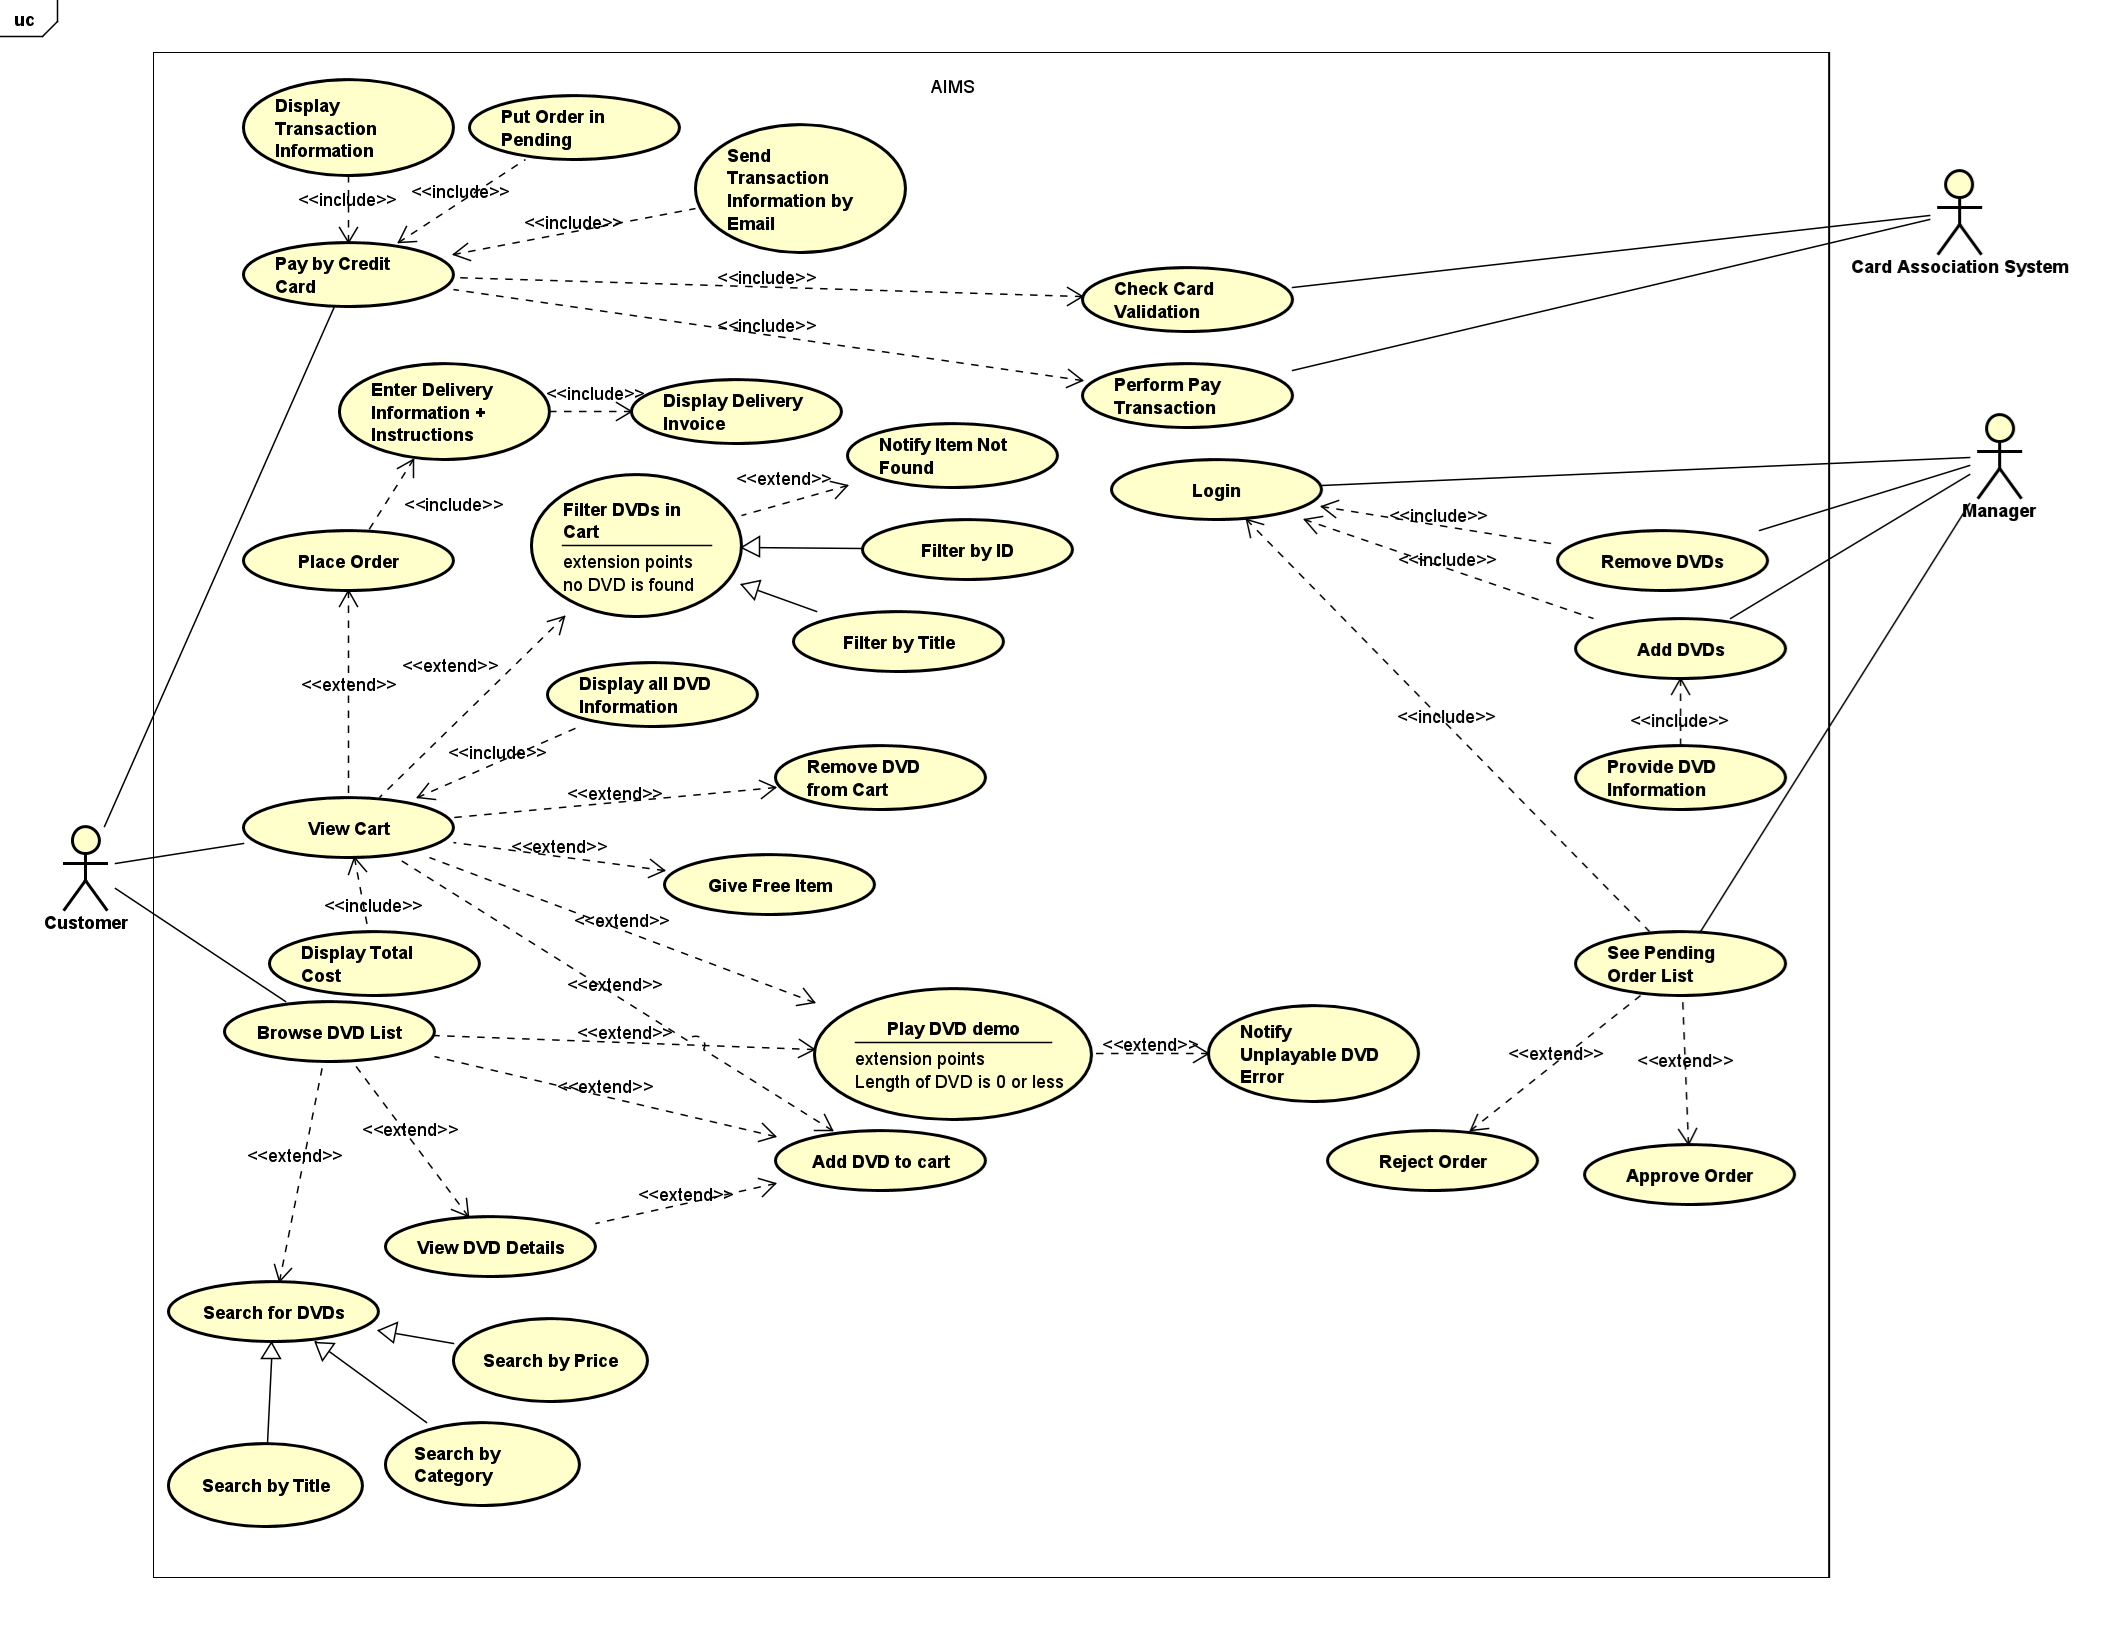 uc
AIMS
Display
Transaction
Information
Put Order in
Pending
Send
Transaction
Information by
Email
<<include>>
<<include>>
<<include>>
Pay by Credit
Card
<<include>>
<<include>>
Check Card
Validation
Perform Pay
Transaction
Card Association System
Enter Delivery
Information +
Instructions
<<include>>
Display Delivery
Invoice
Notify Item Not
Found
<<extend>>
Filter DVDs in
Cart
extension points
no DVD is found
Filter by ID
Filter by Title
<<include>>
Place Order
Login
Manager
<<include>>
<<include>>
Remove DVDs
Add DVDs
<<include>>
<<include>>
Provide DVD
Information
<<extend>>
<<extend>>
Display all DVD
Information
<<include>>
Remove DVD
from Cart
<<extend>>
View Cart
<<extend>>
Give Free Item
Customer
<<include>>
<<extend>>
Display Total
Cost
<<extend>>
See Pending
Order List
Browse DVD List
<<extend>>
Play DVD demo
extension points
Length of DVD is 0 or less
<<extend>>
Notify
Unplayable DVD
Error
<<extend>>
<<extend>>
<<extend>>
<<extend>>
<<extend>>
Add DVD to cart
Reject Order
Approve Order
<<extend>>
View DVD Details
Search for DVDs
Search by Price
Search by
Category
Search by Title